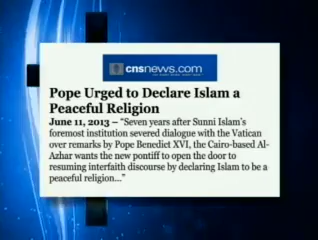 cnsnews.com
Pope Urged to Declare Islam a
Peaceful Religion
June 11, 2013 – “Seven years after Sunni Islam’s
foremost institution severed dialogue with the Vatican
over remarks by Pope Benedict XVI, the Cairo-based Al-
Azhar wants the new pontiff to open the door to
resuming interfaith discourse by declaring Islam to be a
peaceful religion...”